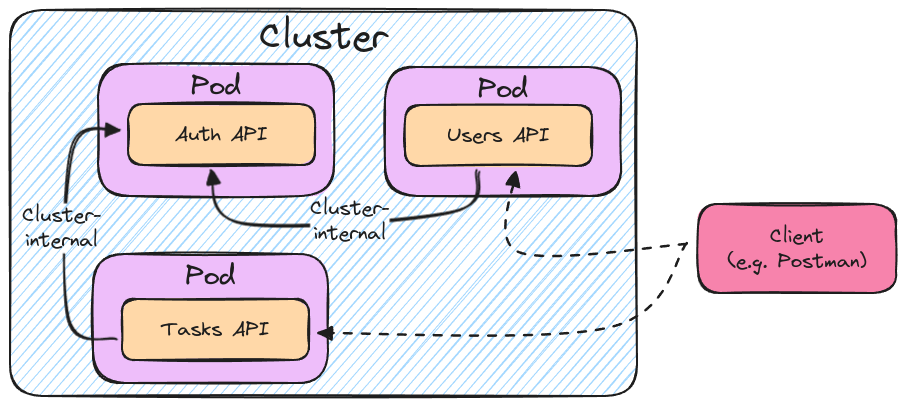 Cluster
Pod
Auth API
Pod
Users API
Cluster-
internal
Cluster-
internal
Pod
Tasks API
Client
(e.g. Postman)